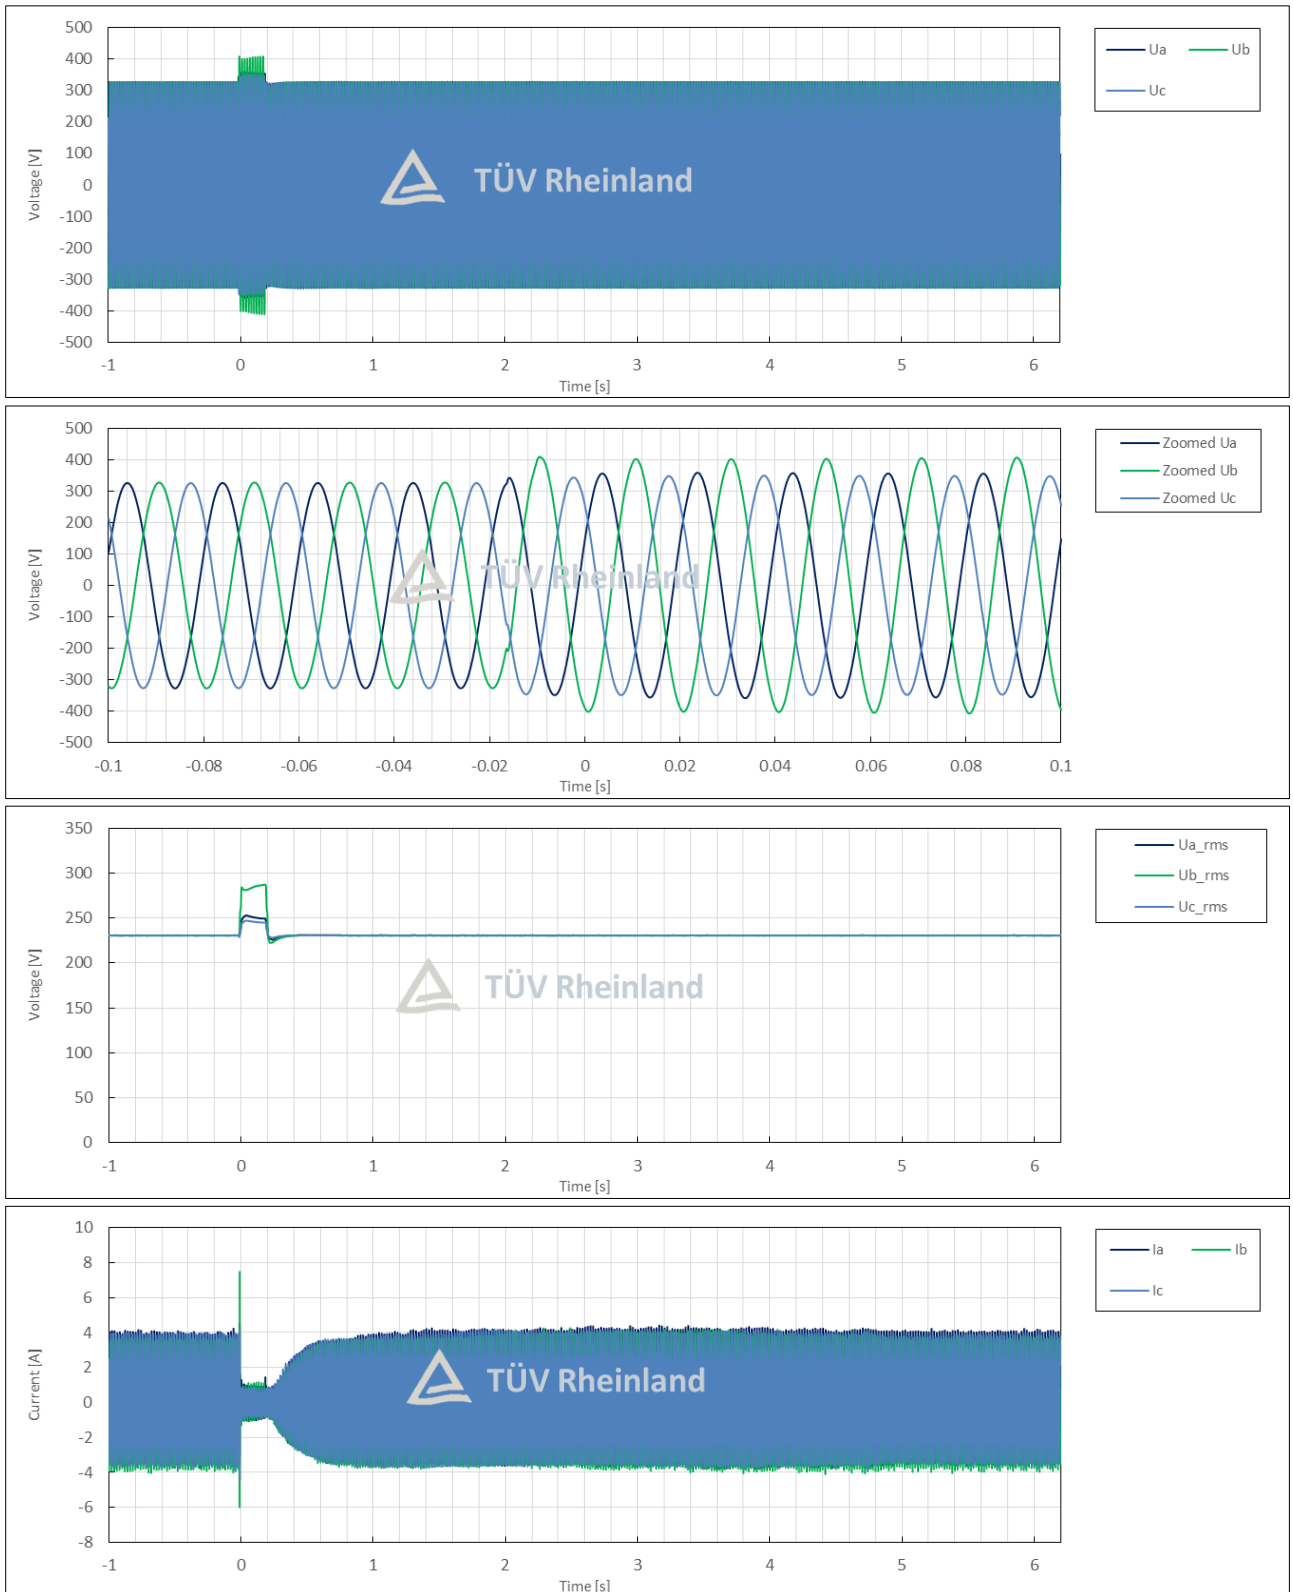 500
400
300
200
100
0
-100
-200
-300
-400
-500
Voltage [V]
-1 0 1 2 3 4 5 6
Time [s]
Ua Ub
Uc
TÜV Rheinland
500
400
300
200
100
0
-100
-200
-300
-400
-500
Voltage [V]
-0.1 -0.08 -0.06 -0.04 -0.02 0 0.02 0.04 0.06 0.08 0.1
Time [s]
Zoomed Ua
Zoomed Ub
Zoomed Uc
TÜV Rheinland
350
300
250
200
150
100
50
0
Voltage [V]
-1 0 1 2 3 4 5 6
Time [s]
Ua_rms
Ub_rms
Uc_rms
TÜV Rheinland
10
8
6
4
2
0
-2
-4
-6
-8
Current [A]
-1 0 1 2 3 4 5 6
Time [s]
Ia Ib
Ic
TÜV Rheinland